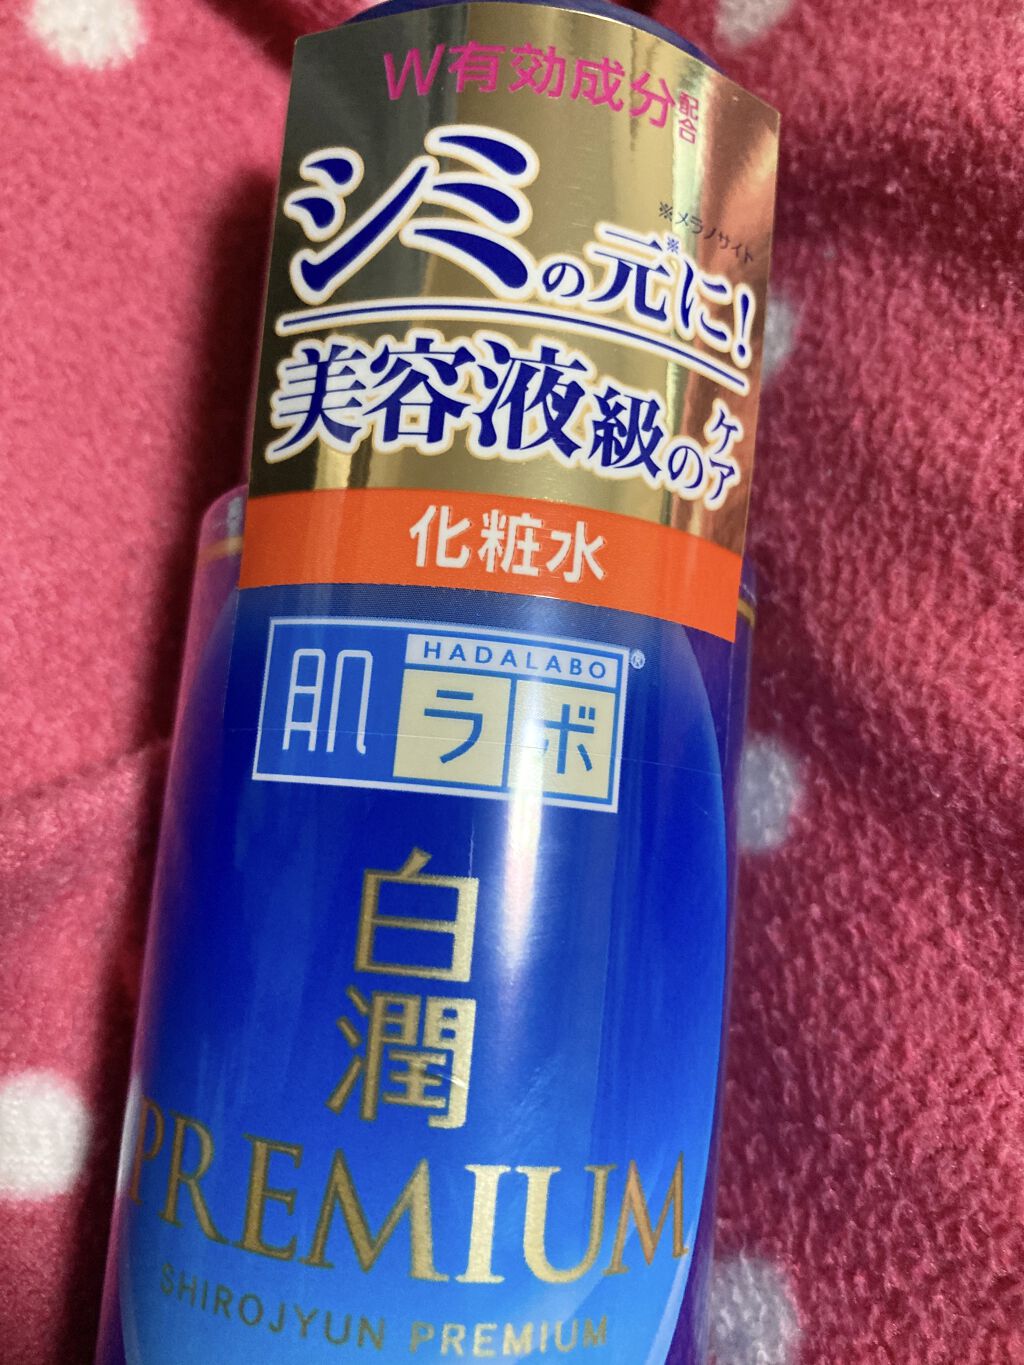 W有効成分配合
※メラノサイト
シミの元※に!
美容液級のケア
化粧水
HADALABO®
肌ラボ
白潤
PREMIUM
SHIROJYUN PREMIUM